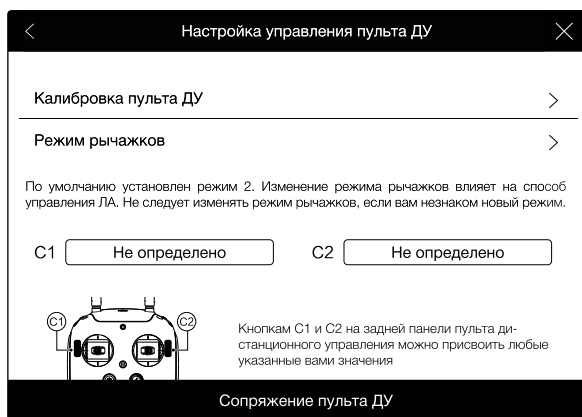 Настройка управления пульта ДУ
Калибровка пульта ДУ
Режим рычажков
По умолчанию установлен режим 2. Изменение режима рычажков влияет на способ
управления ЛА. Не следует изменять режим рычажков, если вам незнаком новый режим.
C1 Не определено C2 Не определено
C1 C2
Кнопкам C1 и C2 на задней панели пульта ди-
станционного управления можно присвоить любые
указанные вами значения
Сопряжение пульта ДУ